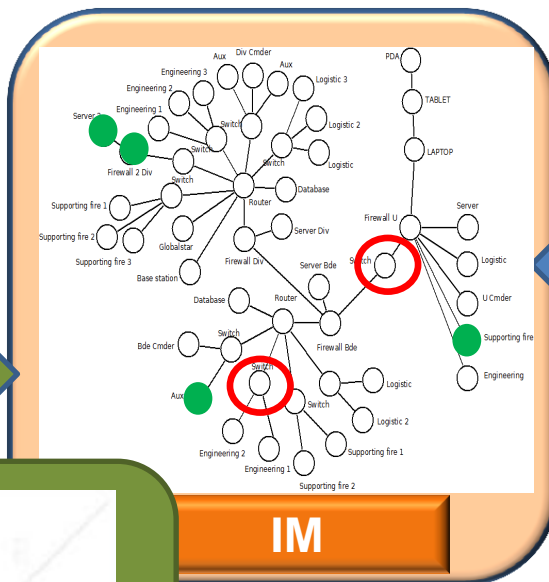 PDA
Div Cmder
Aux
Aux
Engineering 3
Logistic 3
Engineering 2
TABLET
Engineering 1
Server 2
Switch
Logistic 2
Switch
LAPTOP
Switch
Logistic
Firewall 2 Div
Switch
Database
Router
Supporting fire 1
Firewall U
Server
Supporting fire 2
Globalstar
Server Div
Supporting fire 3
Firewall Div
Switch
Logistic
Base station
Server Bde
Database
Router
U Cmder
Switch
Supporting fire
Bde Cmder
Firewall Bde
Switch
Engineering
Logistic
Aux
Switch
Logistic 2
Engineering 2
Supporting fire 1
Engineering 1
Supporting fire 2
IM